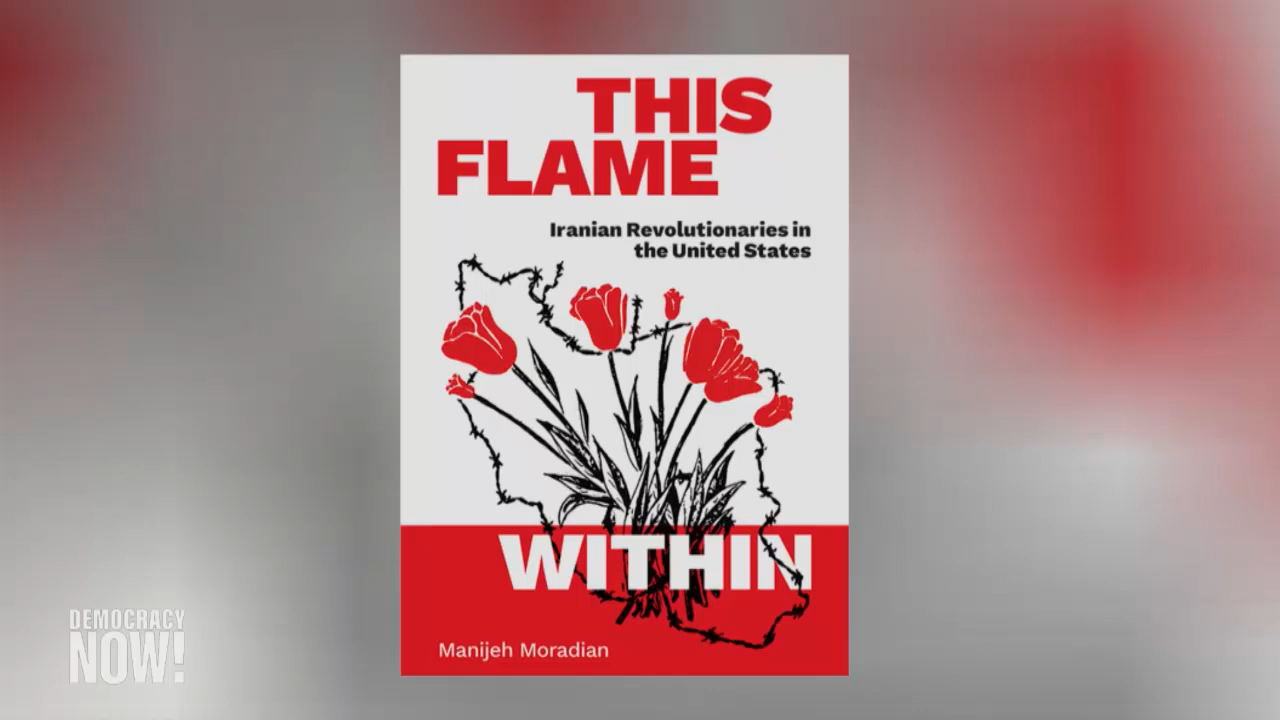 THIS
FLAME
Iranian Revolutionaries in
the United States
WITHIN
Manijeh Moradian
DEMOCRACY
NOW!